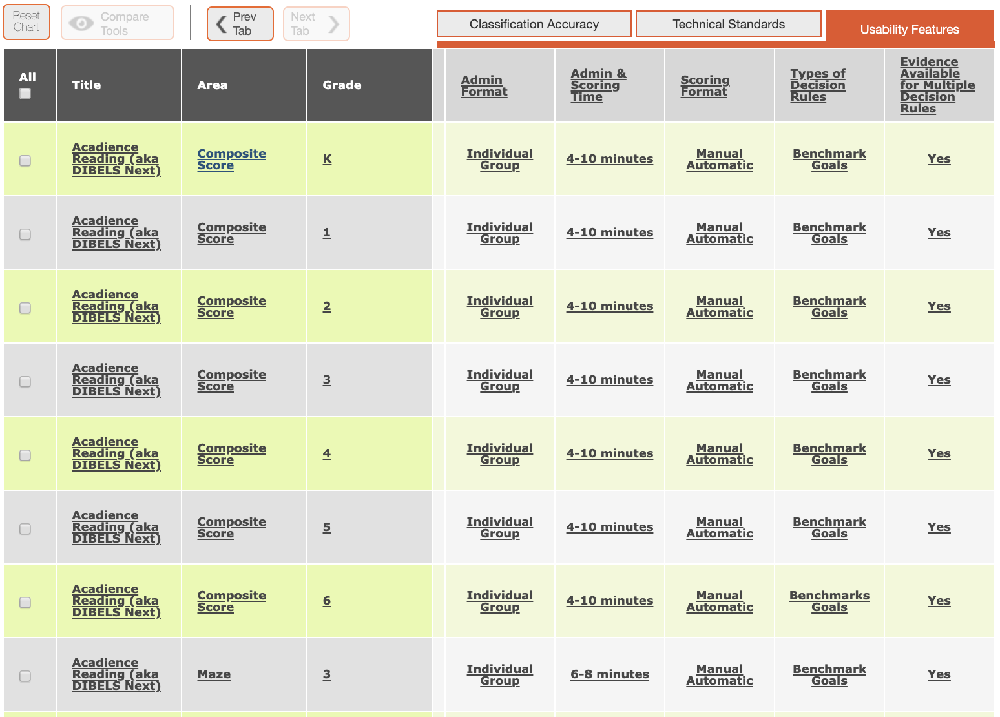 Reset
Chart
Compare
Tools
Prev
Tab
Next
Tab
Classification Accuracy
Technical Standards
Usability Features
All
Title
Area
Grade
Admin
Format
Admin &
Scoring
Time
Scoring
Format
Types of
Decision
Rules
Evidence
Available
for Multiple
Decision
Rules
Acadience
Reading (aka
DIBELS Next)
Composite
Score
K
Individual
Group
4-10 minutes
Manual
Automatic
Benchmark
Goals
Yes
Acadience
Reading (aka
DIBELS Next)
Composite
Score
1
Individual
Group
4-10 minutes
Manual
Automatic
Benchmark
Goals
Yes
Acadience
Reading (aka
DIBELS Next)
Composite
Score
2
Individual
Group
4-10 minutes
Manual
Automatic
Benchmark
Goals
Yes
Acadience
Reading (aka
DIBELS Next)
Composite
Score
3
Individual
Group
4-10 minutes
Manual
Automatic
Benchmark
Goals
Yes
Acadience
Reading (aka
DIBELS Next)
Composite
Score
4
Individual
Group
4-10 minutes
Manual
Automatic
Benchmark
Goals
Yes
Acadience
Reading (aka
DIBELS Next)
Composite
Score
5
Individual
Group
4-10 minutes
Manual
Automatic
Benchmark
Goals
Yes
Acadience
Reading (aka
DIBELS Next)
Composite
Score
6
Individual
Group
4-10 minutes
Manual
Automatic
Benchmarks
Goals
Yes
Acadience
Reading (aka
DIBELS Next)
Maze
3
Individual
Group
6-8 minutes
Manual
Automatic
Benchmark
Goals
Yes